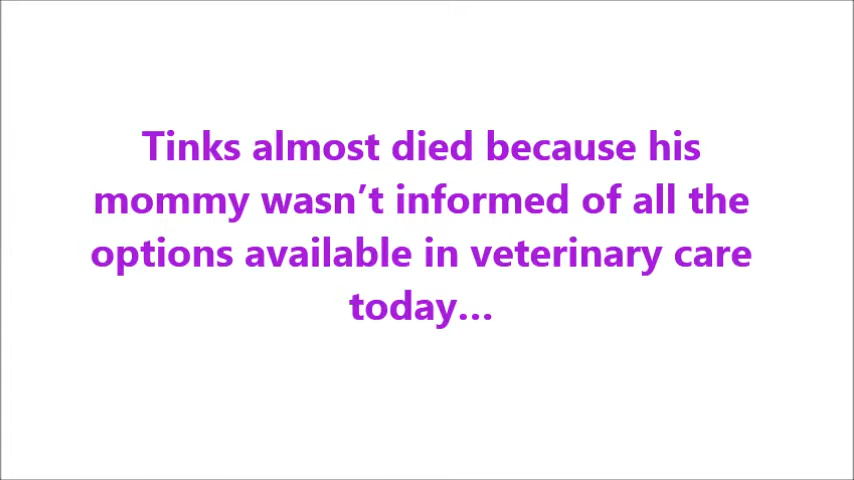 Tinks almost died because his
mommy wasn’t informed of all the
options available in veterinary care
today…